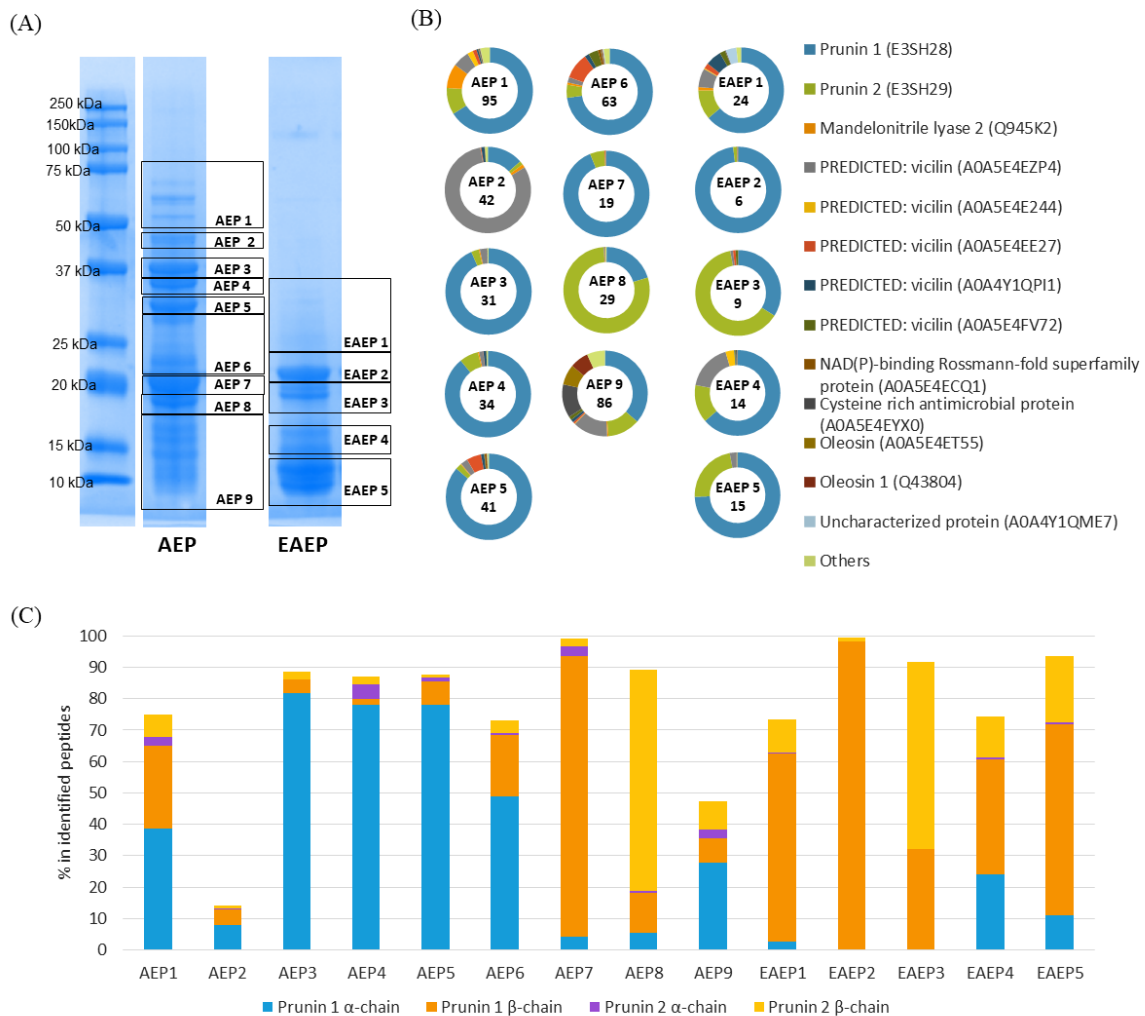 (A)
250 kDa
150kDa
100 kDa
75 kDa
50 kDa
37 kDa
25 kDa
20 kDa
15 kDa
10 kDa
AEP 1
AEP 2
AEP 3
AEP 4
AEP 5
AEP 6
AEP 7
AEP 8
AEP 9
EAEP 1
EAEP 2
EAEP 3
EAEP 4
EAEP 5
AEP
EAEP
(B)
AEP 1
95
AEP 6
63
EAEP 1
24
AEP 2
42
AEP 7
19
EAEP 2
6
AEP 3
31
AEP 8
29
EAEP 3
9
AEP 4
34
AEP 9
86
EAEP 4
14
AEP 5
41
EAEP 5
15
Prunin 1 (E3SH28)
Prunin 2 (E3SH29)
Mandelonitrile lyase 2 (Q945K2)
PREDICTED: vicilin (A0A5E4EZP4)
PREDICTED: vicilin (A0A5E4E244)
PREDICTED: vicilin (A0A5E4EE27)
PREDICTED: vicilin (A0A4Y1QPI1)
PREDICTED: vicilin (A0A5E4FV72)
NAD(P)-binding Rossmann-fold superfamily
protein (A0A5E4ECQ1)
Cysteine rich antimicrobial protein
(A0A5E4EYX0)
Oleosin (A0A5E4ET55)
Oleosin 1 (Q43804)
Uncharacterized protein (A0A4Y1QME7)
Others
(C)
% in identified peptides
100
90
80
70
60
50
40
30
20
10
0
AEP1 AEP2 AEP3 AEP4 AEP5 AEP6 AEP7 AEP8 AEP9 EAEP1 EAEP2 EAEP3 EAEP4 EAEP5
Prunin 1 α-chain Prunin 1 β-chain Prunin 2 α-chain Prunin 2 β-chain